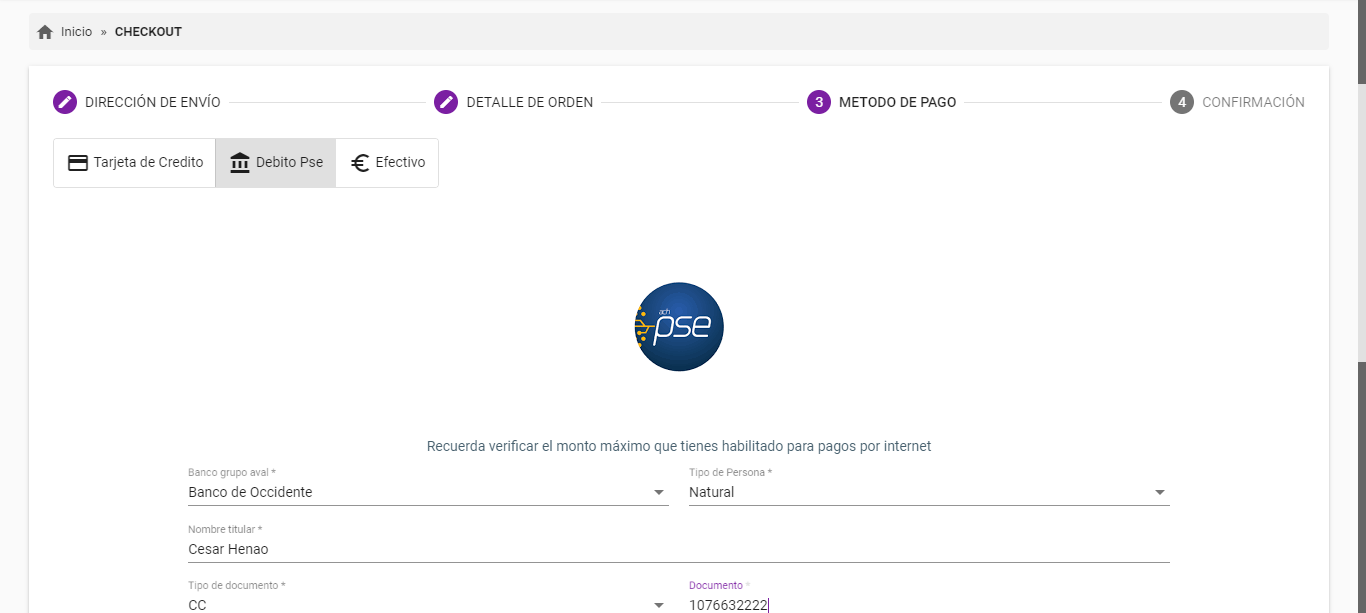 Inicio » CHECKOUT
DIRECCIÓN DE ENVÍO DETALLE DE ORDEN 3 METODO DE PAGO 4 CONFIRMACIÓN
Tarjeta de Credito Debito Pse Efectivo
ach
pse
Recuerda verificar el monto máximo que tienes habilitado para pagos por internet
Banco grupo aval * Tipo de Persona *
Banco de Occidente Natural
Nombre titular *
Cesar Henao
Tipo de documento * Documento *
CC 1076632222